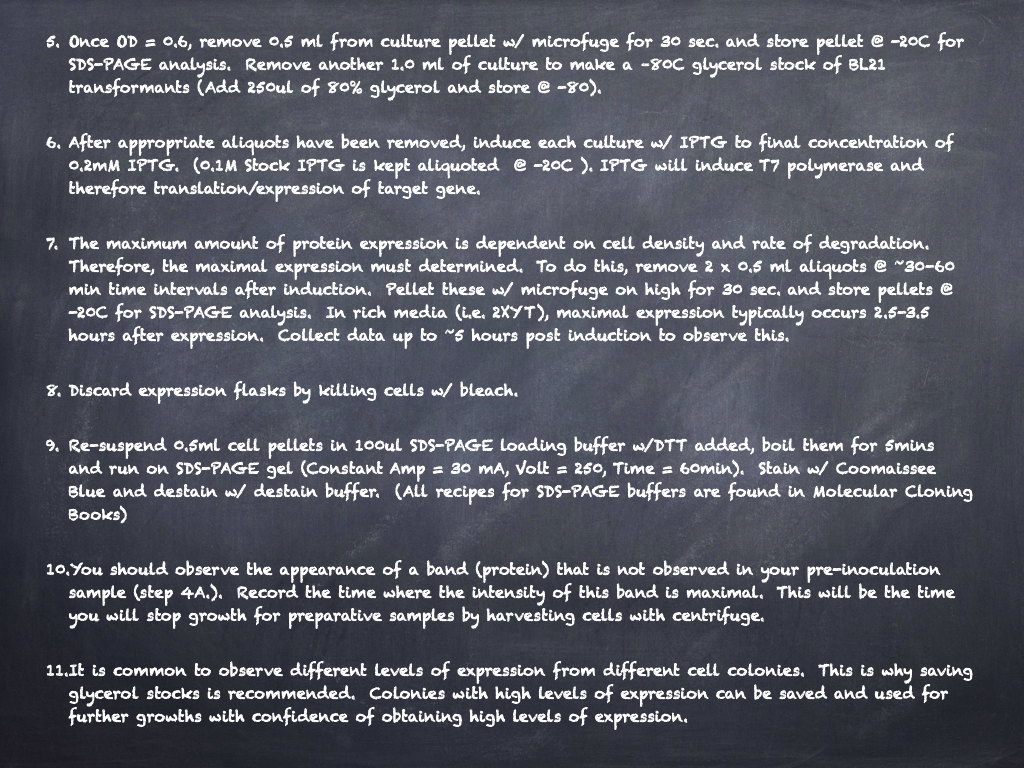 5. Once OD = 0.6, remove 0.5 ml from culture pellet w/ microfuge for 30 sec. and store pellet @ -20C for
SDS-PAGE analysis. Remove another 1.0 ml of culture to make a -80C glycerol stock of BL21
transformants (Add 250ul of 80% glycerol and store @ -80).
6. After appropriate aliquots have been removed, induce each culture w/ IPTG to final concentration of
0.2mM IPTG. (0.1M Stock IPTG is kept aliquoted @ -20C ). IPTG will induce T7 polymerase and
therefore translation/expression of target gene.
7. The maximum amount of protein expression is dependent on cell density and rate of degradation.
Therefore, the maximal expression must determined. To do this, remove 2 x 0.5 ml aliquots @ ~30-60
min time intervals after induction. Pellet these w/ microfuge on high for 30 sec. and store pellets @
-20C for SDS-PAGE analysis. In rich media (i.e. 2XYT), maximal expression typically occurs 2.5-3.5
hours after expression. Collect data up to ~5 hours post induction to observe this.
8. Discard expression flasks by killing cells w/ bleach.
9. Re-suspend 0.5ml cell pellets in 100ul SDS-PAGE loading buffer w/DTT added, boil them for 5mins
and run on SDS-PAGE gel (Constant Amp = 30 mA, Volt = 250, Time = 60min). Stain w/ Coomaissee
Blue and destain w/ destain buffer. (All recipes for SDS-PAGE buffers are found in Molecular Cloning
Books)
10.You should observe the appearance of a band (protein) that is not observed in your pre-inoculation
sample (step 4A.). Record the time where the intensity of this band is maximal. This will be the time
you will stop growth for preparative samples by harvesting cells with centrifuge.
11.It is common to observe different levels of expression from different cell colonies. This is why saving
glycerol stocks is recommended. Colonies with high levels of expression can be saved and used for
further growths with confidence of obtaining high levels of expression.